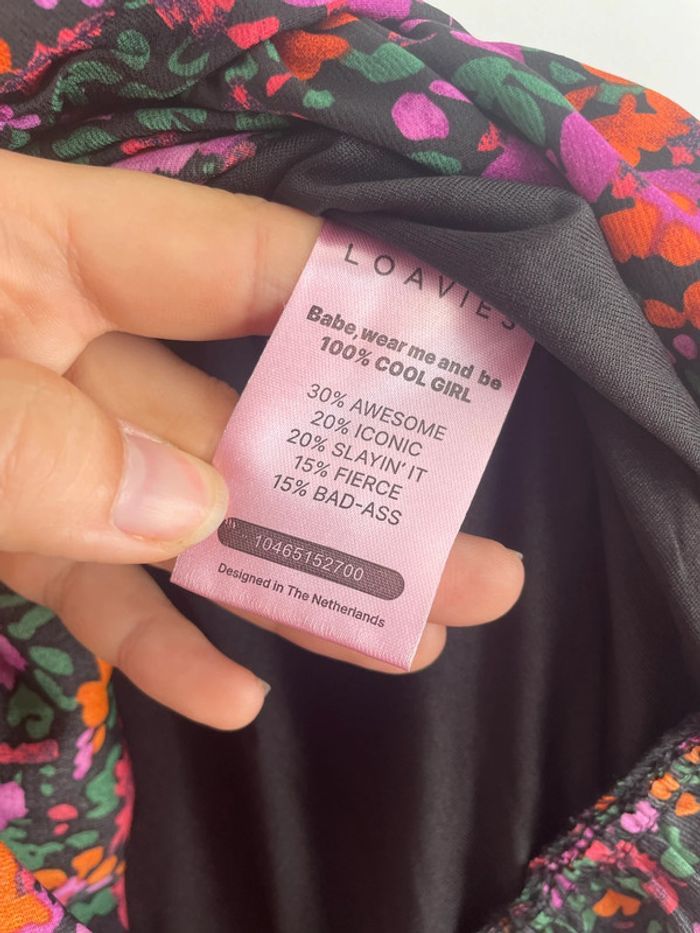 LOAVIES
Babe, wear me and be
100% COOL GIRL
30% AWESOME
20% ICONIC
20% SLAYIN' IT
15% FIERCE
15% BAD-ASS
10465152700
Designed in The Netherlands